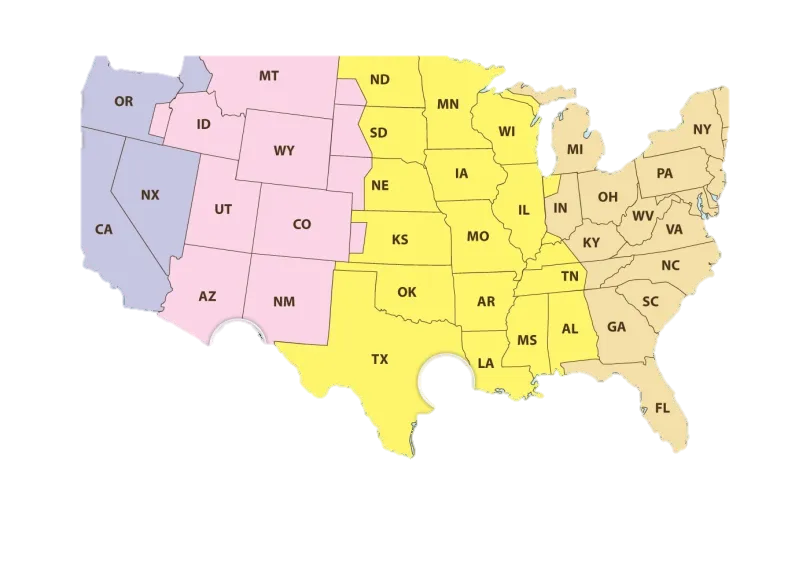 MT
ND
OR
MN
ID
SD
WI
NY
WY
MI
IA
PA
NE
NX
OH
UT
IL
IN
WV
CO
CA
VA
KS
MO
KY
NC
TN
AZ
NM
OK
AR
SC
GA
MS
AL
TX
LA
FL